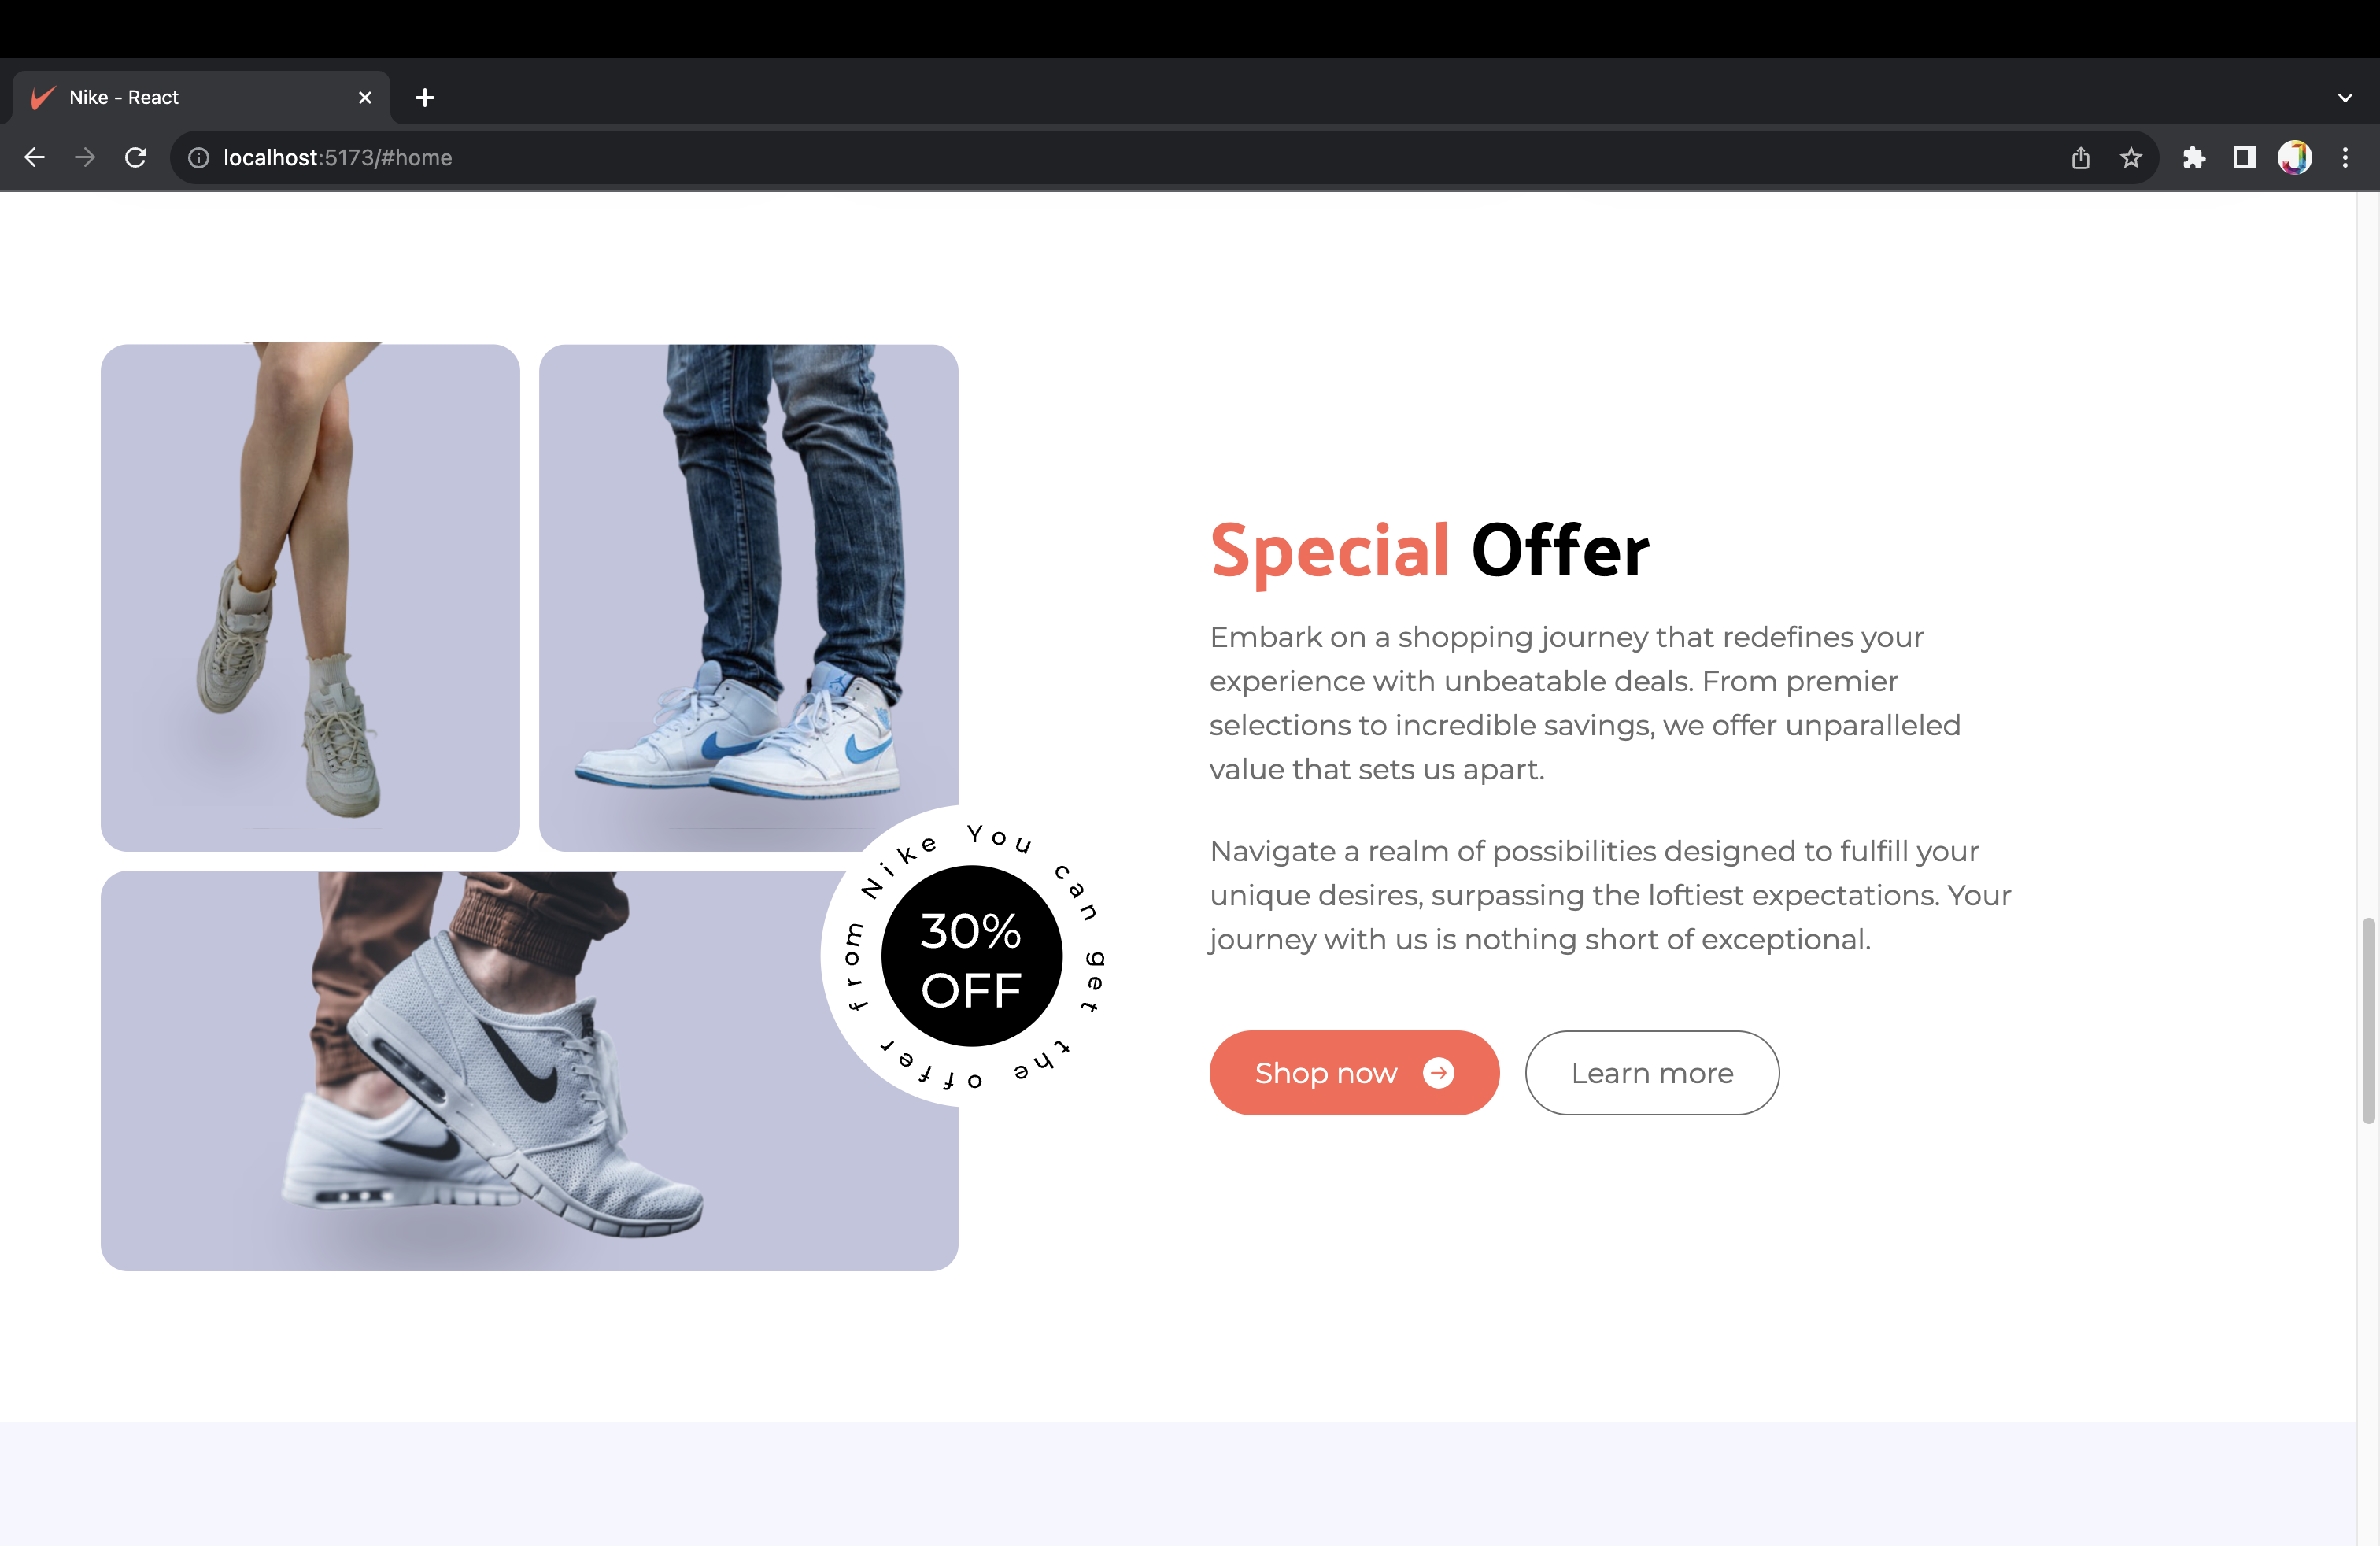 Nike - React
localhost:5173/#home
Special Offer
Embark on a shopping journey that redefines your
experience with unbeatable deals. From premier
selections to incredible savings, we offer unparalleled
value that sets us apart.
Navigate a realm of possibilities designed to fulfill your
unique desires, surpassing the loftiest expectations. Your
journey with us is nothing short of exceptional.
Shop now
Learn more
You can get the offer from Nike
30%
OFF